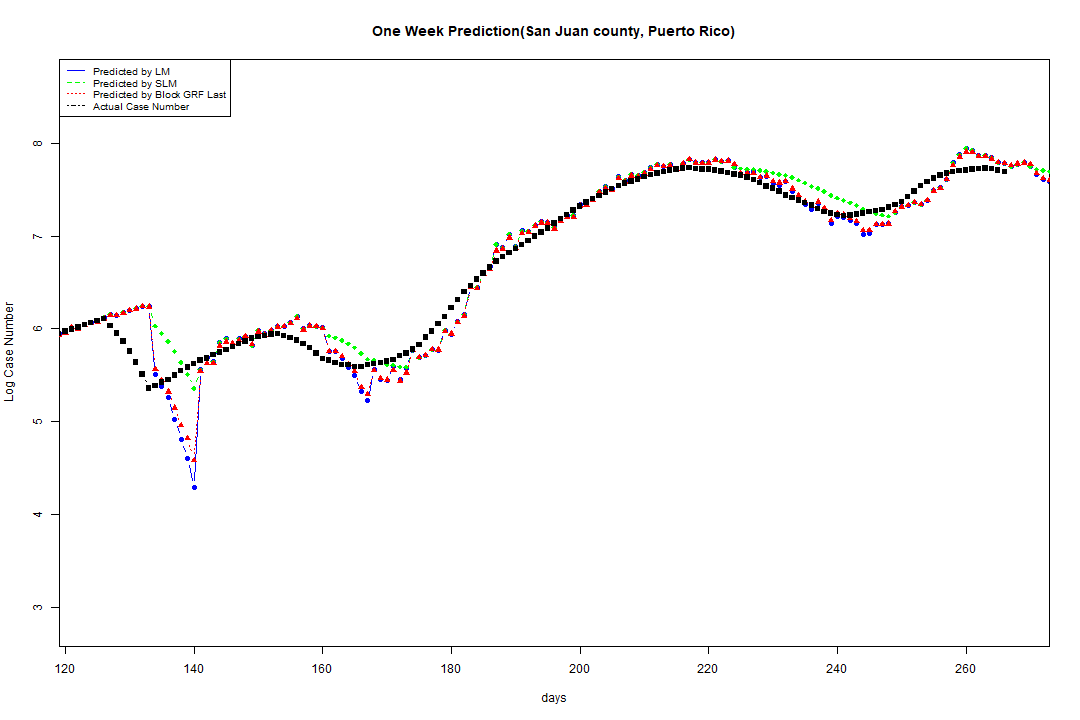 One Week Prediction(San Juan county, Puerto Rico)
Predicted by LM
Predicted by SLM
Predicted by Block GRF Last
Actual Case Number
Log Case Number
8
7
6
5
4
3
120 140 160 180 200 220 240 260
days